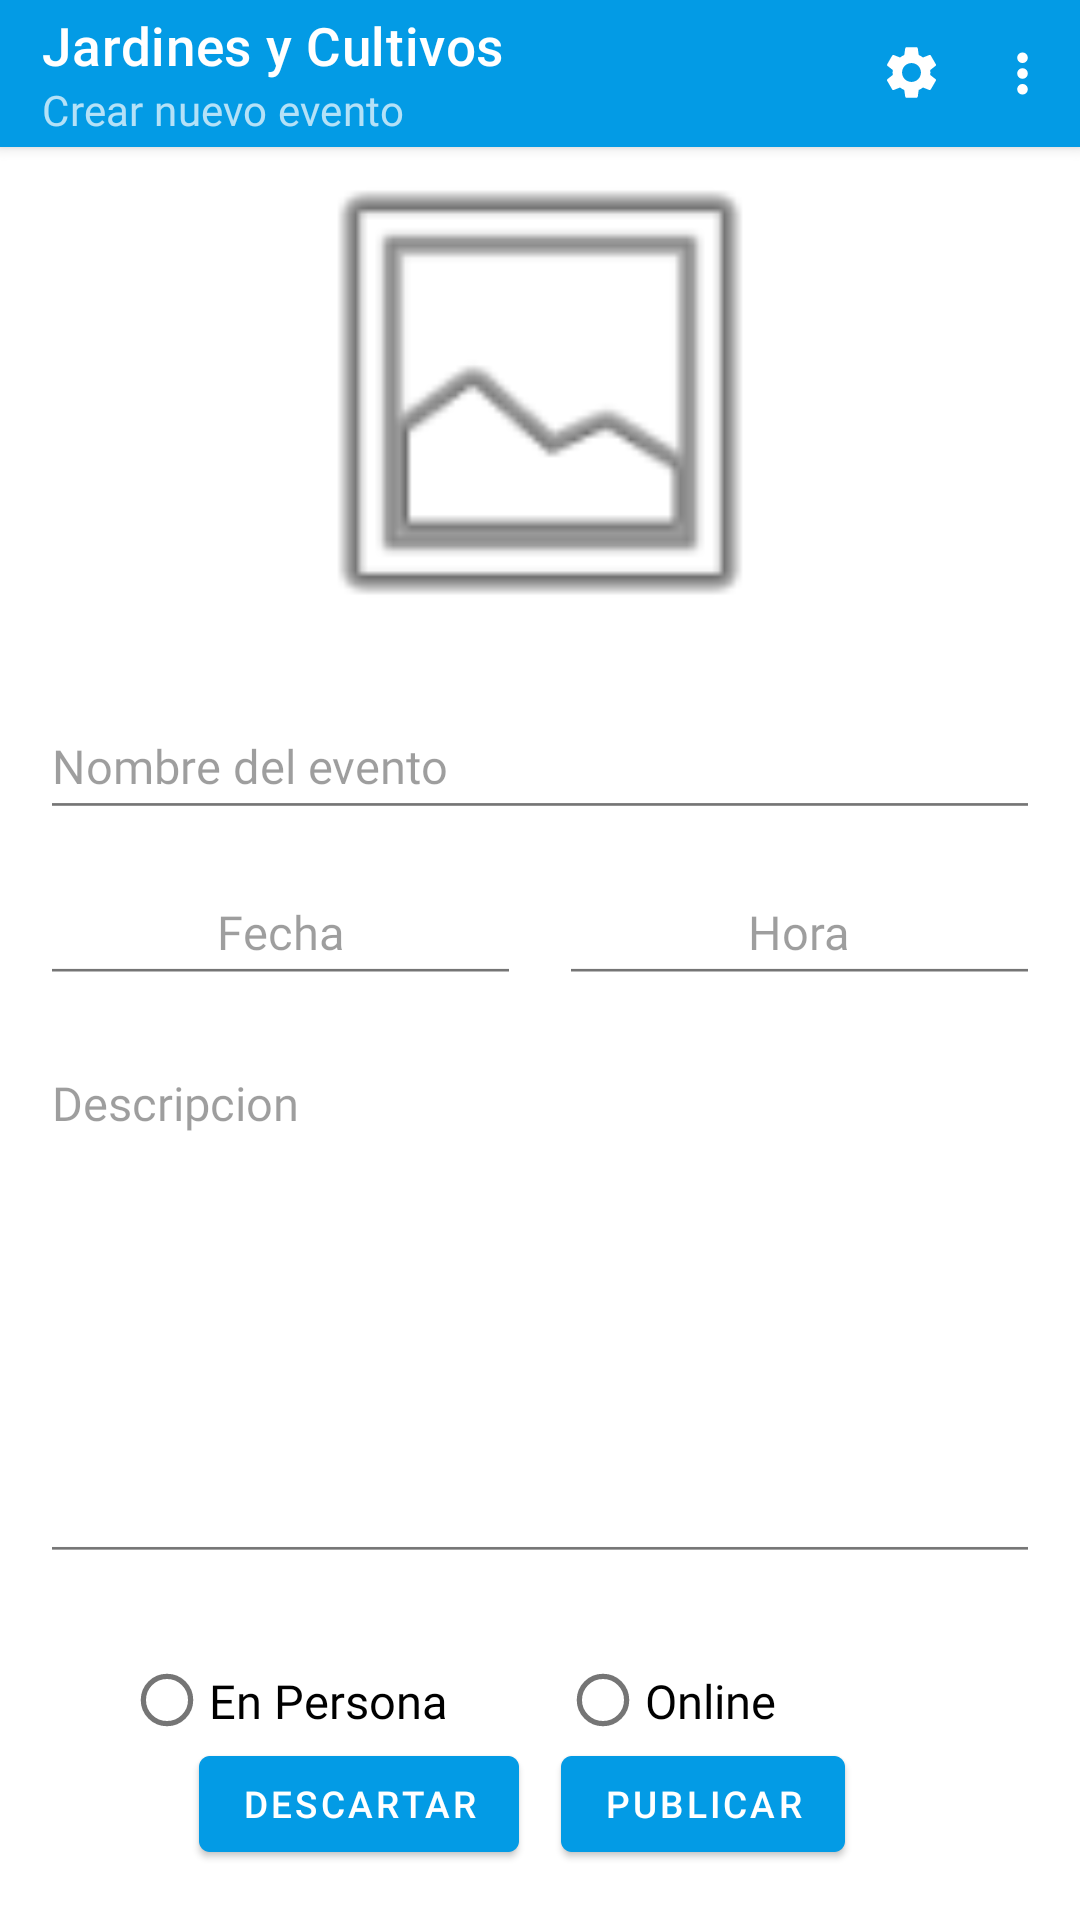 Jardines y Cultivos
Crear nuevo evento
Nombre del evento
Fecha Hora
Descripcion
En Persona Online
DESCARTAR PUBLICAR